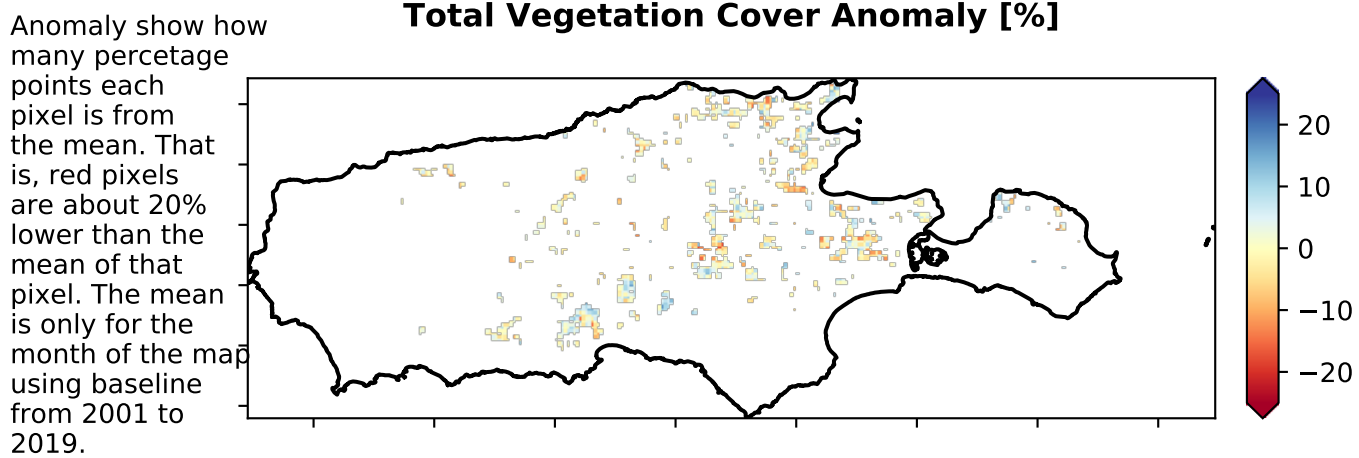 Total Vegetation Cover Anomaly [%]
Anomaly show how
many percetage
points each
pixel is from
the mean. That
is, red pixels
are about 20%
lower than the
mean of that
pixel. The mean
is only for the
month of the map
using baseline
from 2001 to
2019.
20
10
0
−10
−20